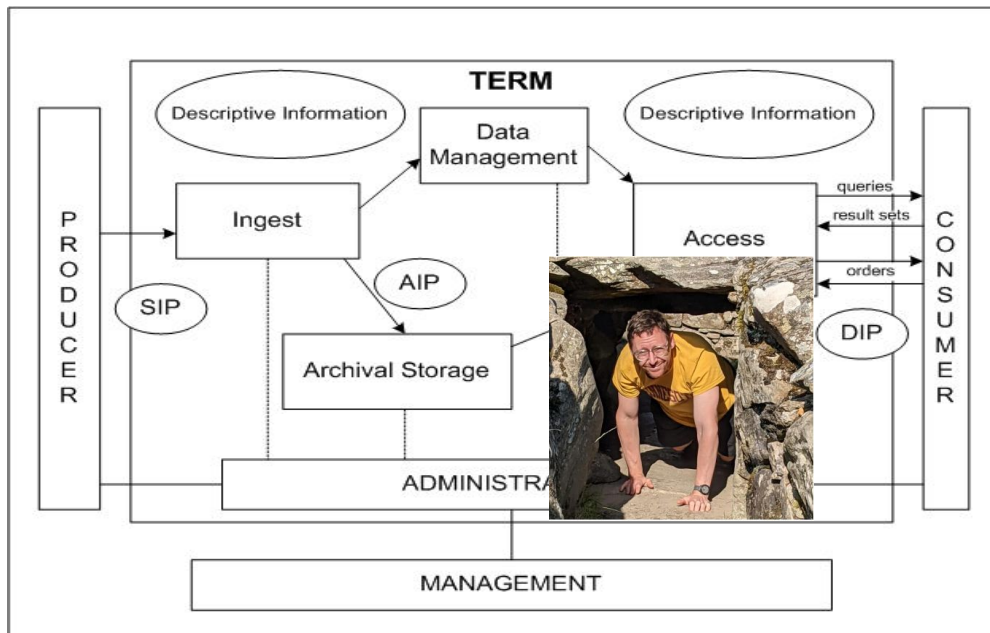 TERM
Descriptive Information
Descriptive Information
Data
Management
PRODUCER
Ingest
Access
queries
result sets
orders
CONSUMER
SIP
AIP
DIP
Archival Storage
ADMINISTRA
MANAGEMENT